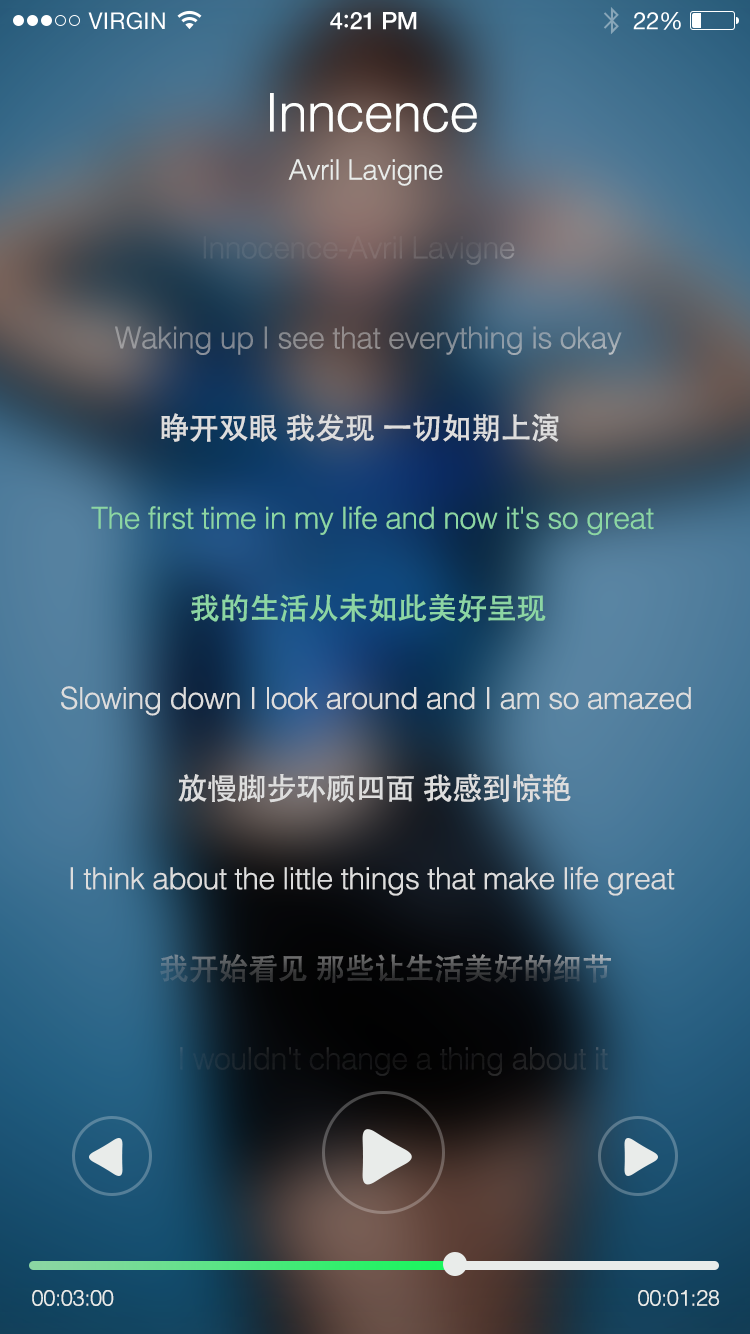 VIRGIN 4:21 PM 22%
Inncence
Avril Lavigne
Innocence-Avril Lavigne
Waking up I see that everything is okay
睁开双眼 我发现 一切如期上演
The first time in my life and now it's so great
我的生活从未如此美好呈现
Slowing down I look around and I am so amazed
放慢脚步环顾四面 我感到惊艳
I think about the little things that make life great
我开始看见 那些让生活美好的细节
I wouldn't change a thing about it
00:03:00 00:01:28